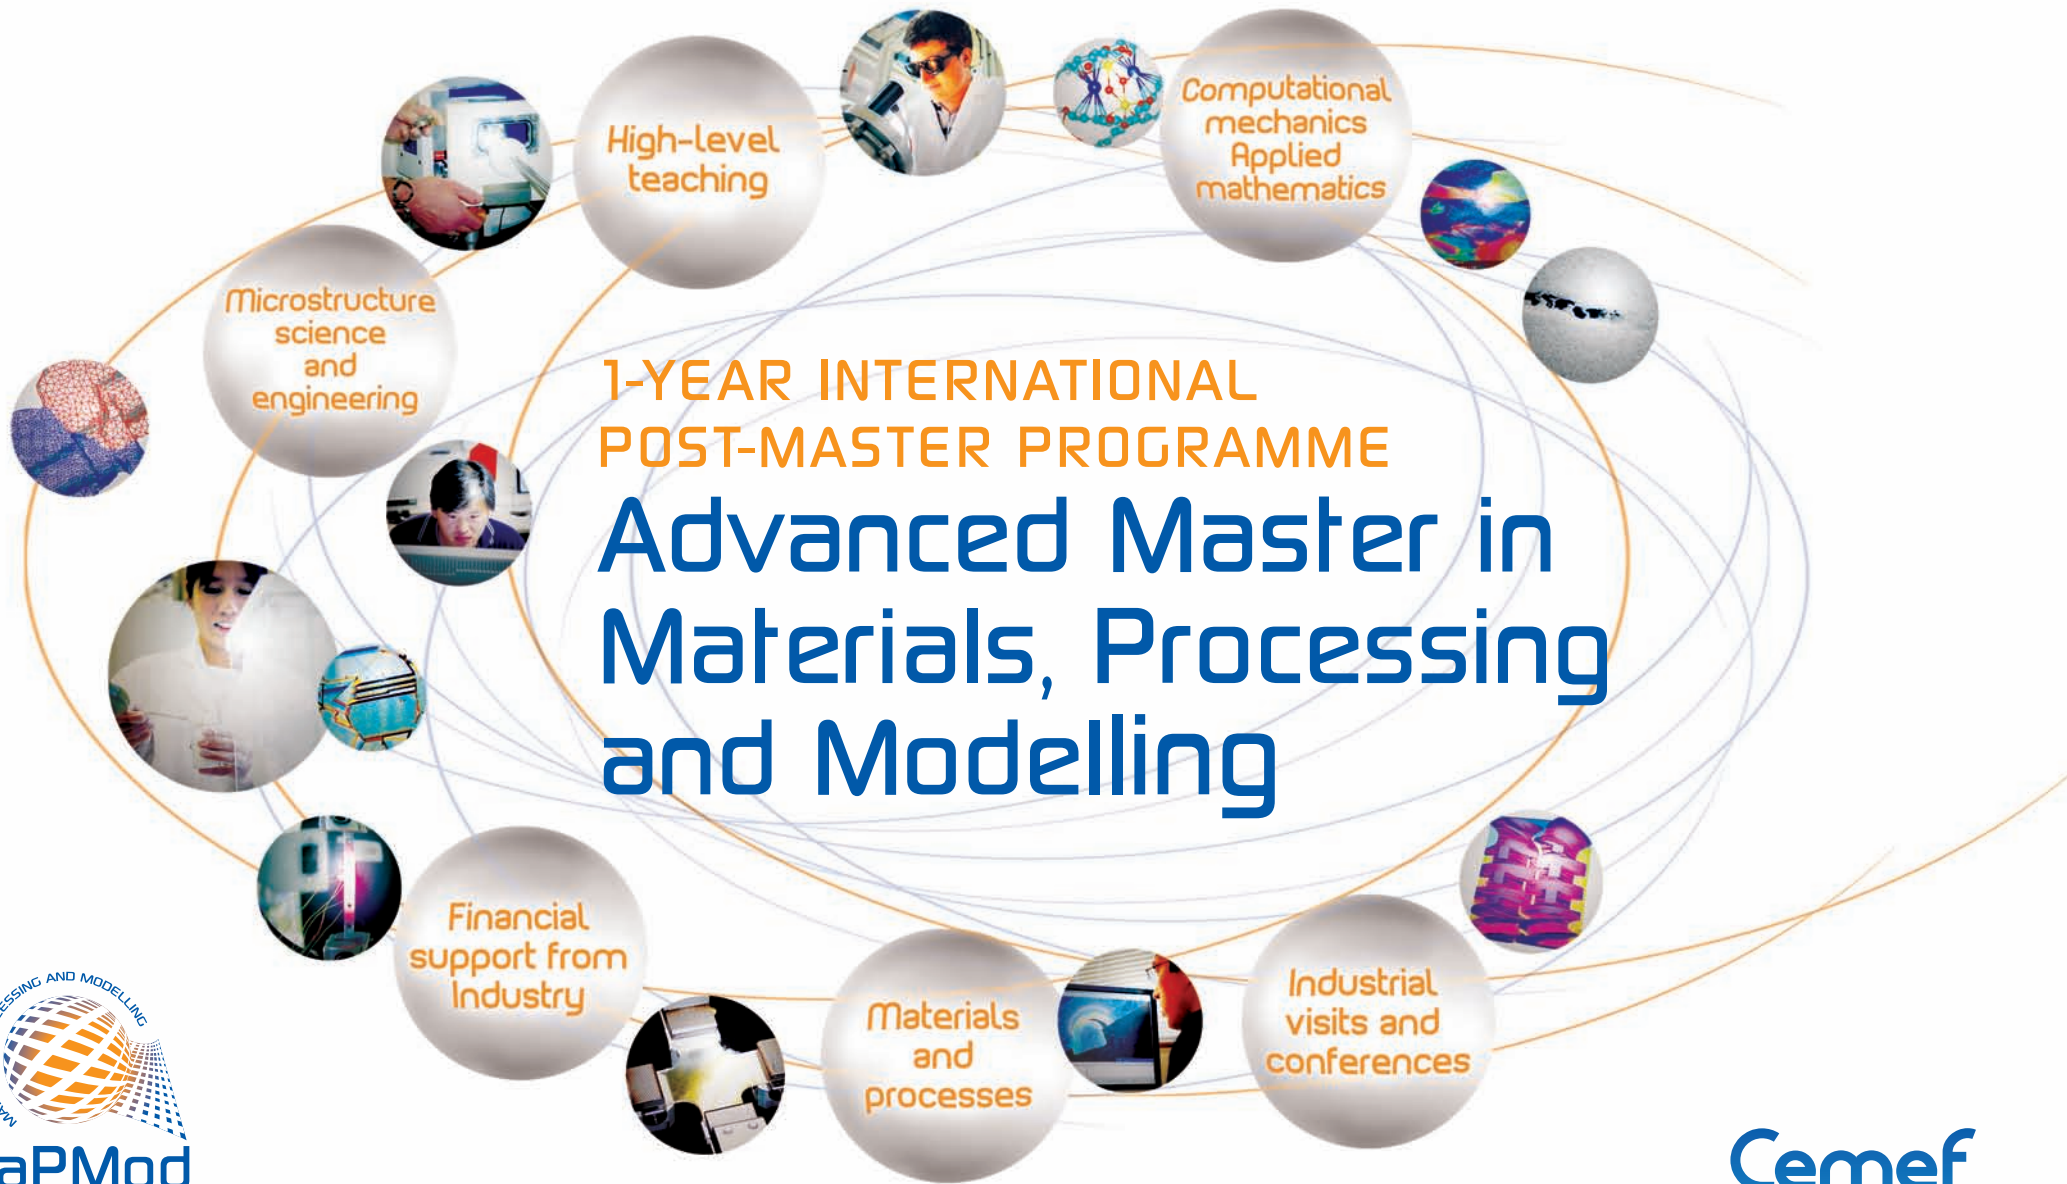 High-level
teaching
Computational
mechanics
Applied
mathematics
Microstructure
science
and
engineering
1-YEAR INTERNATIONAL
POST-MASTER PROGRAMME
Advanced Master in
Materials, Processing
and Modelling
Financial
support from
Industry
Materials
and
processes
Industrial
visits and
conferences
ESSING AND MODELLING
aPMod
Cemef